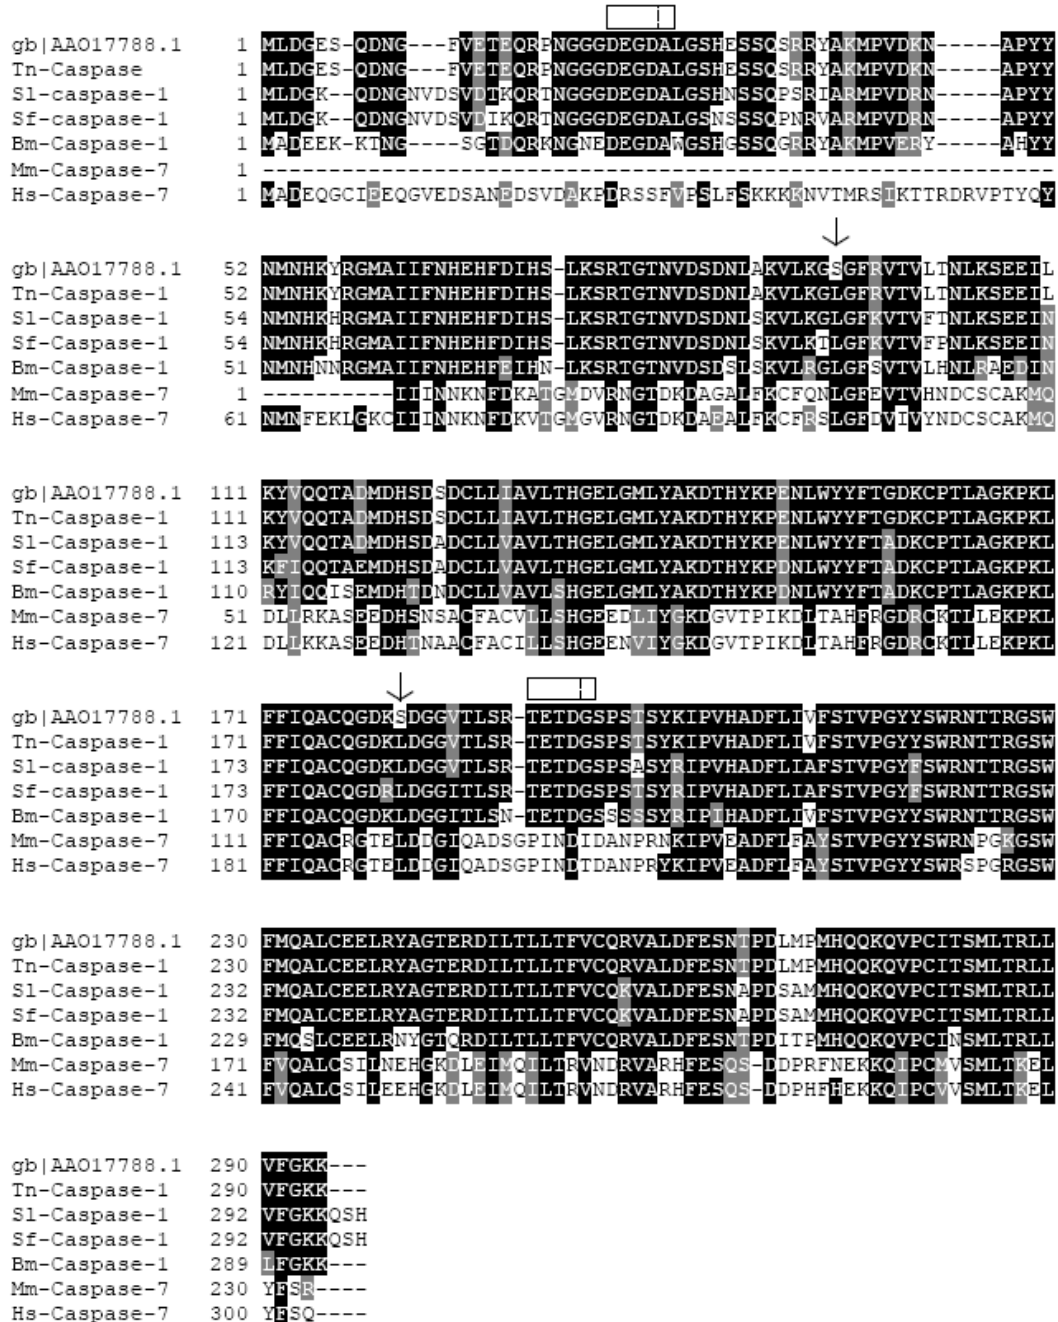 gb|AAO17788.1 1 MLDGES-QDNG---FVETEQRPNGGGDEGDALGSHESSQSRRYAKMPVDKN-----APYY
Tn-Caspase 1 MLDGES-QDNG---FVETEQRPNGGGDEGDALGSHESSQSRRYAKMPVDKN-----APYY
Sl-caspase-1 1 MLDGK--QDNGNVDSVDTKQRTNGGGDEGDALGSHNSSQPSRIARMPVDRN-----APYY
Sf-caspase-1 1 MLDGK--QDNGNVDSVDIKQRTNGGGDEGDALGSNSSSQPNRVARMPVDRN-----APYY
Bm-Caspase-1 1 MADEEK-KTNG----SGTDQRKNGNEDEGDAWGSHGSSQGRRYAKMPVERY-----AHYY
Mm-Caspase-7 1 ------------------------------------------------------------
Hs-Caspase-7 1 MADEQGCIEEQGVEDSANEDSVDAKPDRSSFVPSLFSKKKKNVTMRSIKTTRDRVPTYQY
gb|AAO17788.1 52 NMNHKYRGMAIIFNHEHFDIHS-LKSRTGTNVDSDNLAKVLKGSGFRVTVLTNLKSEEIL
Tn-Caspase-1 52 NMNHKYRGMAIIFNHEHFDIHS-LKSRTGTNVDSDNLAKVLKGLGFRVTVLTNLKSEEIL
Sl-Caspase-1 54 NMNHKHRGMAIIFNHEHFDIHS-LKSRTGTNVDSDNLSKVLKGLGFKVTVFTNLKSEEIN
Sf-Caspase-1 54 NMNHKHRGMAIIFNHEHFDIHS-LKSRTGTNVDSDNLSKVLKTLGFKVTVFPNLKSEEIN
Bm-Caspase-1 51 NMNHNNRGMAIIFNHEHFEIHN-LKSRTGTNVDSDSLSKVLRGLGFSVTVLHNLRAEDIN
Mm-Caspase-7 1 ----------IIINNKNFDKATGMDVRNGTDKDAGALFKCFQNLGFEVTVHNDCSCAKMQ
Hs-Caspase-7 61 NMNFEKLGKCIIINNKNFDKVTGMGVRNGTDKDAEALFKCFRSLGFDVIVYNDCSCAKMQ
gb|AAO17788.1 111 KYVQQTADMDHSDSDCLLIAVLTHGELGMLYAKDTHYKPENLWYYFTGDKCPTLAGKPKL
Tn-Caspase-1 111 KYVQQTADMDHSDSDCLLIAVLTHGELGMLYAKDTHYKPENLWYYFTGDKCPTLAGKPKL
Sl-Caspase-1 113 KYVQQTADMDHSDADCLLVAVLTHGELGMLYAKDTHYKPENLWYYFTADKCPTLAGKPKL
Sf-Caspase-1 113 KFIQQTAEMDHSDADCLLVAVLTHGELGMLYAKDTHYKPDNLWYYFTADKCPTLAGKPKL
Bm-Caspase-1 110 RYIQQISEMDHTDNDCLLVAVLSHGELGMLYAKDTHYKPDNLWYYFTADKCPTLAGKPKL
Mm-Caspase-7 51 DLLRKASEEDHSNSACFACVLLSHGEEDLIYGKDGVTPIKDLTAHFRGDRCKTLLEKPKL
Hs-Caspase-7 121 DLLKKASEEDHTNAACFACILLSHGEENVIYGKDGVTPIKDLTAHFRGDRCKTLLEKPKL
gb|AAO17788.1 171 FFIQACQGDKSDGGVTLSR-TETDGSPSTSYKIPVHADFLIVFSTVPGYYSWRNTTRGSW
Tn-Caspase-1 171 FFIQACQGDKLDGGVTLSR-TETDGSPSTSYKIPVHADFLIVFSTVPGYYSWRNTTRGSW
Sl-Caspase-1 173 FFIQACQGDKLDGGVTLSR-TETDGSPSASYRIPVHADFLIAFSTVPGYFSWRNTTRGSW
Sf-caspase-1 173 FFIQACQGDRLDGGITLSR-TETDGSPSTSYRIPVHADFLIAFSTVPGYFSWRNTTRGSW
Bm-Caspase-1 170 FFIQACQGDKLDGGITLSN-TETDGSSSSSYRIPIHADFLIVFSTVPGYYSWRNTTRGSW
Mm-Caspase-7 111 FFIQACRGTELDDGIQADSGPINDIDANPRNKIPVEADFLFAYSTVPGYYSWRNPGKGSW
Hs-Caspase-7 181 FFIQACRGTELDDGIQADSGPINDTDANPRYKIPVEADFLFAYSTVPGYYSWRSPGRGSW
gb|AAO17788.1 230 FMQALCEELRYAGTERDILTLLTFVCQRVALDFESNTPDLMPMHQQKQVPCITSMLTRLL
Tn-Caspase-1 230 FMQALCEELRYAGTERDILTLLTFVCQRVALDFESNTPDLMPMHQQKQVPCITSMLTRLL
Sl-Caspase-1 232 FMQALCEELRYAGTERDILTLLTFVCQKVALDFESNAPDSAMMHQQKQVPCITSMLTRLL
Sf-Caspase-1 232 FMQALCEELRYAGTERDILTLLTFVCQKVALDFESNAPDSAMMHQQKQVPCITSMLTRLL
Bm-Caspase-1 229 FMQSLCEELRNYGTQRDILTLLTFVCQRVALDFESNTPDITPMHQQKQVPCINSMLTRLL
Mm-Caspase-7 171 FVQALCSILNEHGKDLEIMQILTRVNDRVARHFESQS-DDPRFNEKKQIPCMVSMLTKEL
Hs-Caspase-7 241 FVQALCSILEEHGKDLEIMQILTRVNDRVARHFESQS-DDPHFHEKKQIPCVVSMLTKEL
gb|AAO17788.1 290 VFGKK---
Tn-Caspase-1 290 VFGKK---
Sl-Caspase-1 292 VFGKKQSH
Sf-Caspase-1 292 VFGKKQSH
Bm-Caspase-1 289 LFGKK---
Mm-Caspase-7 230 YFSR----
Hs-Caspase-7 300 YFSQ----